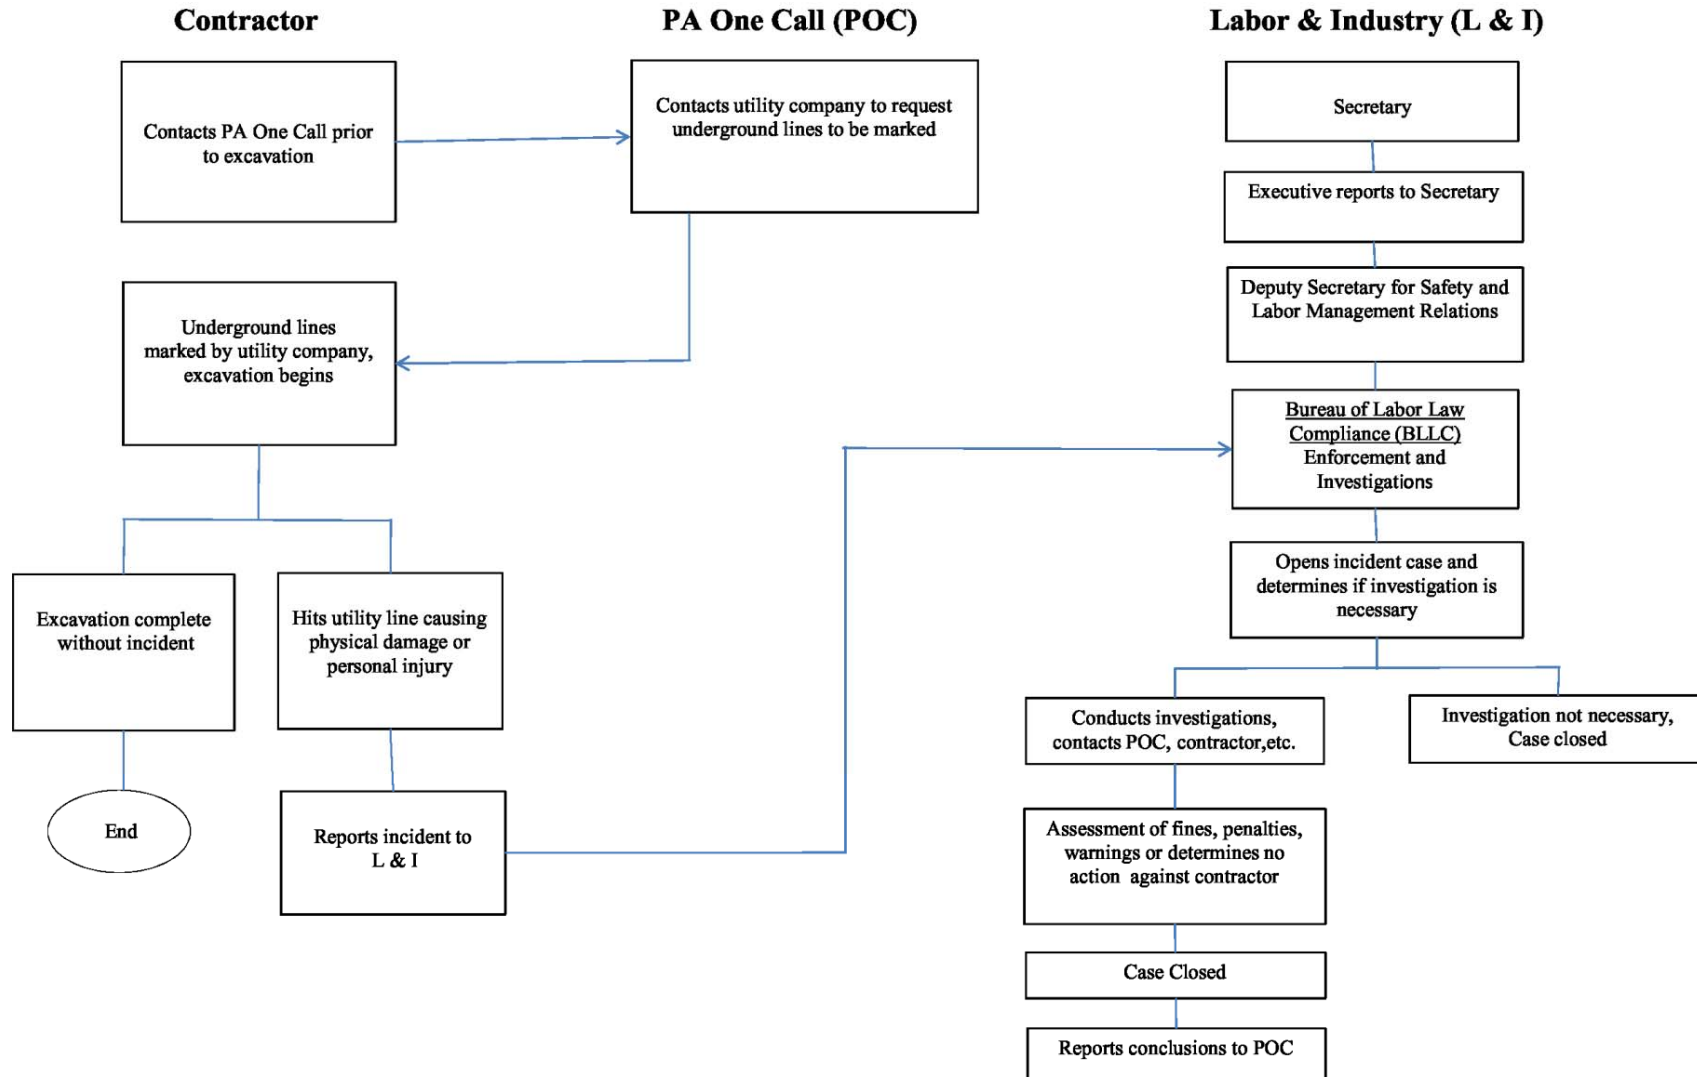 Contractor
PA One Call (POC)
Labor & Industry (L & I)
Contacts PA One Call prior
to excavation
Contacts utility company to request
underground lines to be marked
Underground lines
marked by utility company,
excavation begins
Excavation complete
without incident
Hits utility line causing
physical damage or
personal injury
End
Reports incident to
L & I
Secretary
Executive reports to Secretary
Deputy Secretary for Safety and
Labor Management Relations
Bureau of Labor Law
Compliance (BLLC)
Enforcement and
Investigations
Opens incident case and
determines if investigation is
necessary
Conducts investigations,
contacts POC, contractor,etc.
Investigation not necessary,
Case closed
Assessment of fines, penalties,
warnings or determines no
action against contractor
Case Closed
Reports conclusions to POC